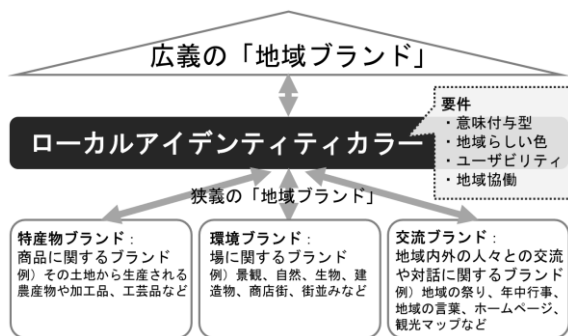 広義の「地域ブランド」
ローカルアイデンティティカラー
要件
・意味付与型
・地域らしい色
・ユーザビリティ
・地域協働
狭義の「地域ブランド」
特産物ブランド：
商品に関するブランド
例）その土地から生産される
農産物や加工品、工芸品など
環境ブランド：
場に関するブランド
例）景観、自然、生物、建
造物、商店街、街並みなど
交流ブランド：
地域内外の人々との交流
や対話に関するブランド
例）地域の祭り、年中行事、
地域の言葉、ホームページ、
観光マップなど